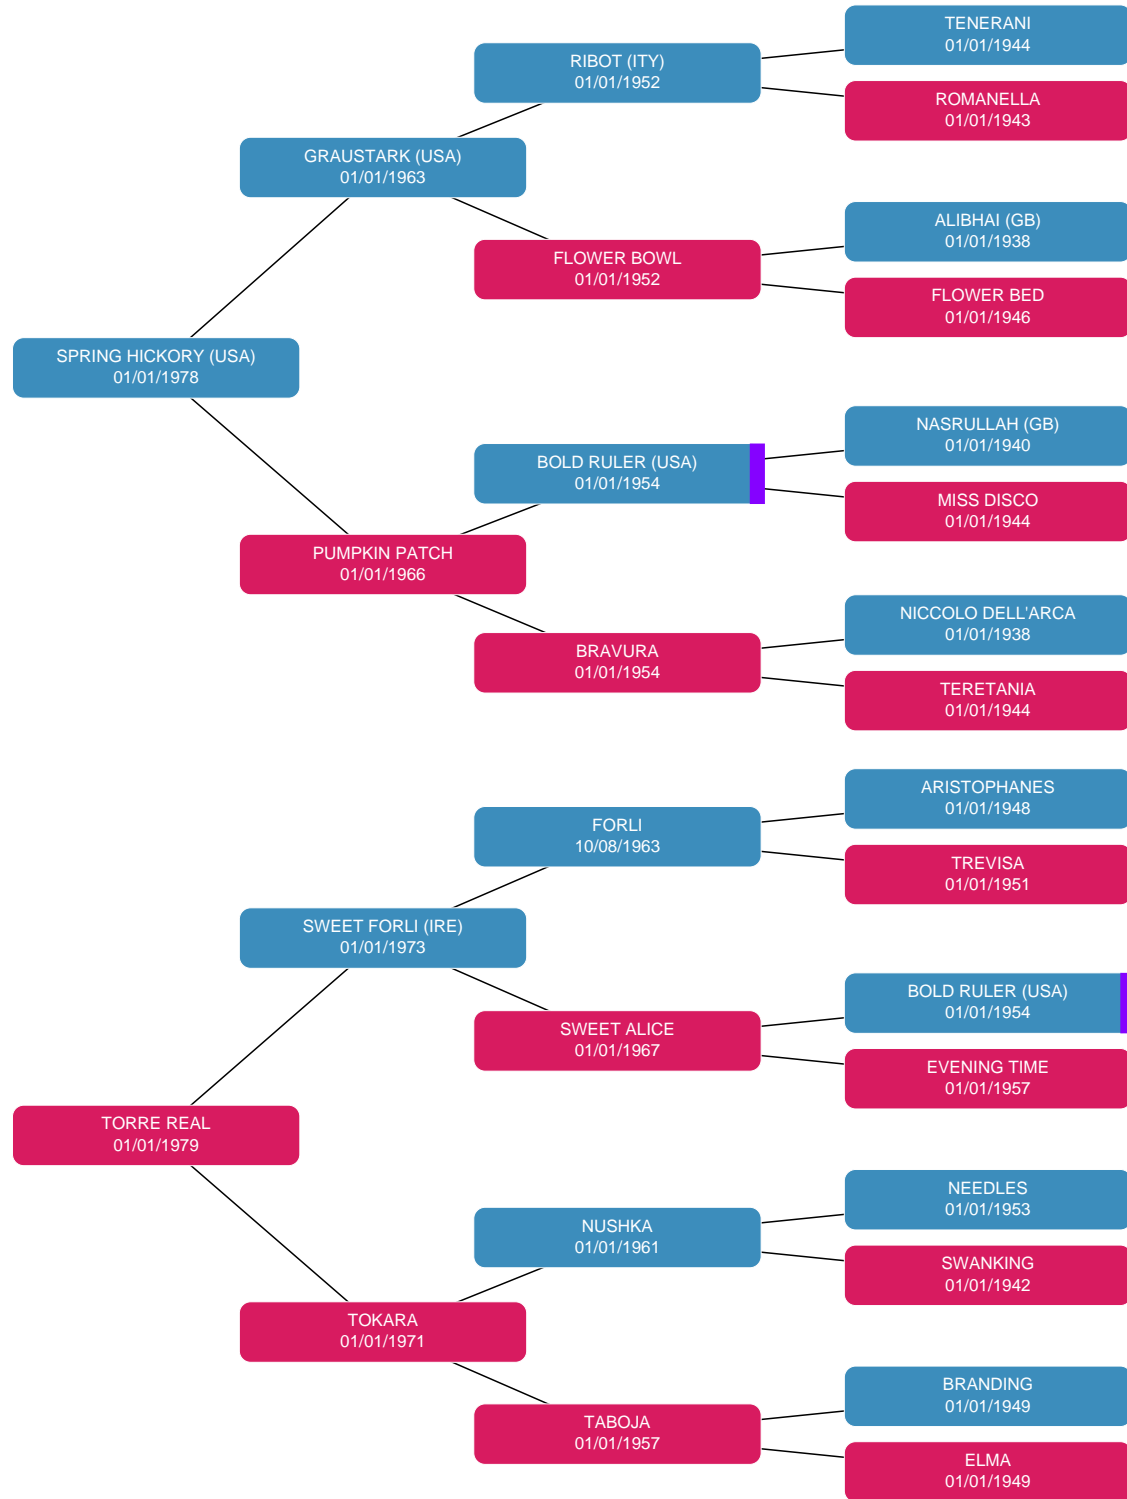 TENERANI
01/01/1944
RIBOT (ITY)
01/01/1952
ROMANELLA
01/01/1943
GRAUSTARK (USA)
01/01/1963
ALIBHAI (GB)
01/01/1938
FLOWER BOWL
01/01/1952
FLOWER BED
01/01/1946
SPRING HICKORY (USA)
01/01/1978
NASRULLAH (GB)
01/01/1940
BOLD RULER (USA)
01/01/1954
MISS DISCO
01/01/1944
PUMPKIN PATCH
01/01/1966
NICCOLO DELL'ARCA
01/01/1938
BRAVURA
01/01/1954
TERETANIA
01/01/1944
ARISTOPHANES
01/01/1948
FORLI
10/08/1963
TREVISA
01/01/1951
SWEET FORLI (IRE)
01/01/1973
BOLD RULER (USA)
01/01/1954
SWEET ALICE
01/01/1967
EVENING TIME
01/01/1957
TORRE REAL
01/01/1979
NEEDLES
01/01/1953
NUSHKA
01/01/1961
SWANKING
01/01/1942
TOKARA
01/01/1971
BRANDING
01/01/1949
TABOJA
01/01/1957
ELMA
01/01/1949